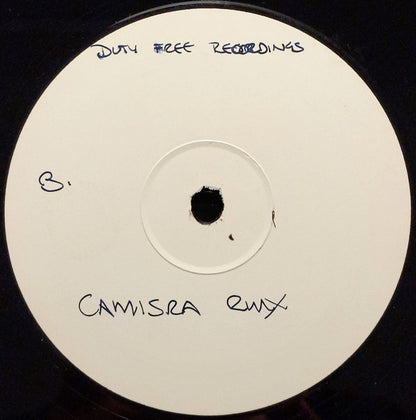 DUTY FREE RECORDINGS
B.
CAMISRA RMX